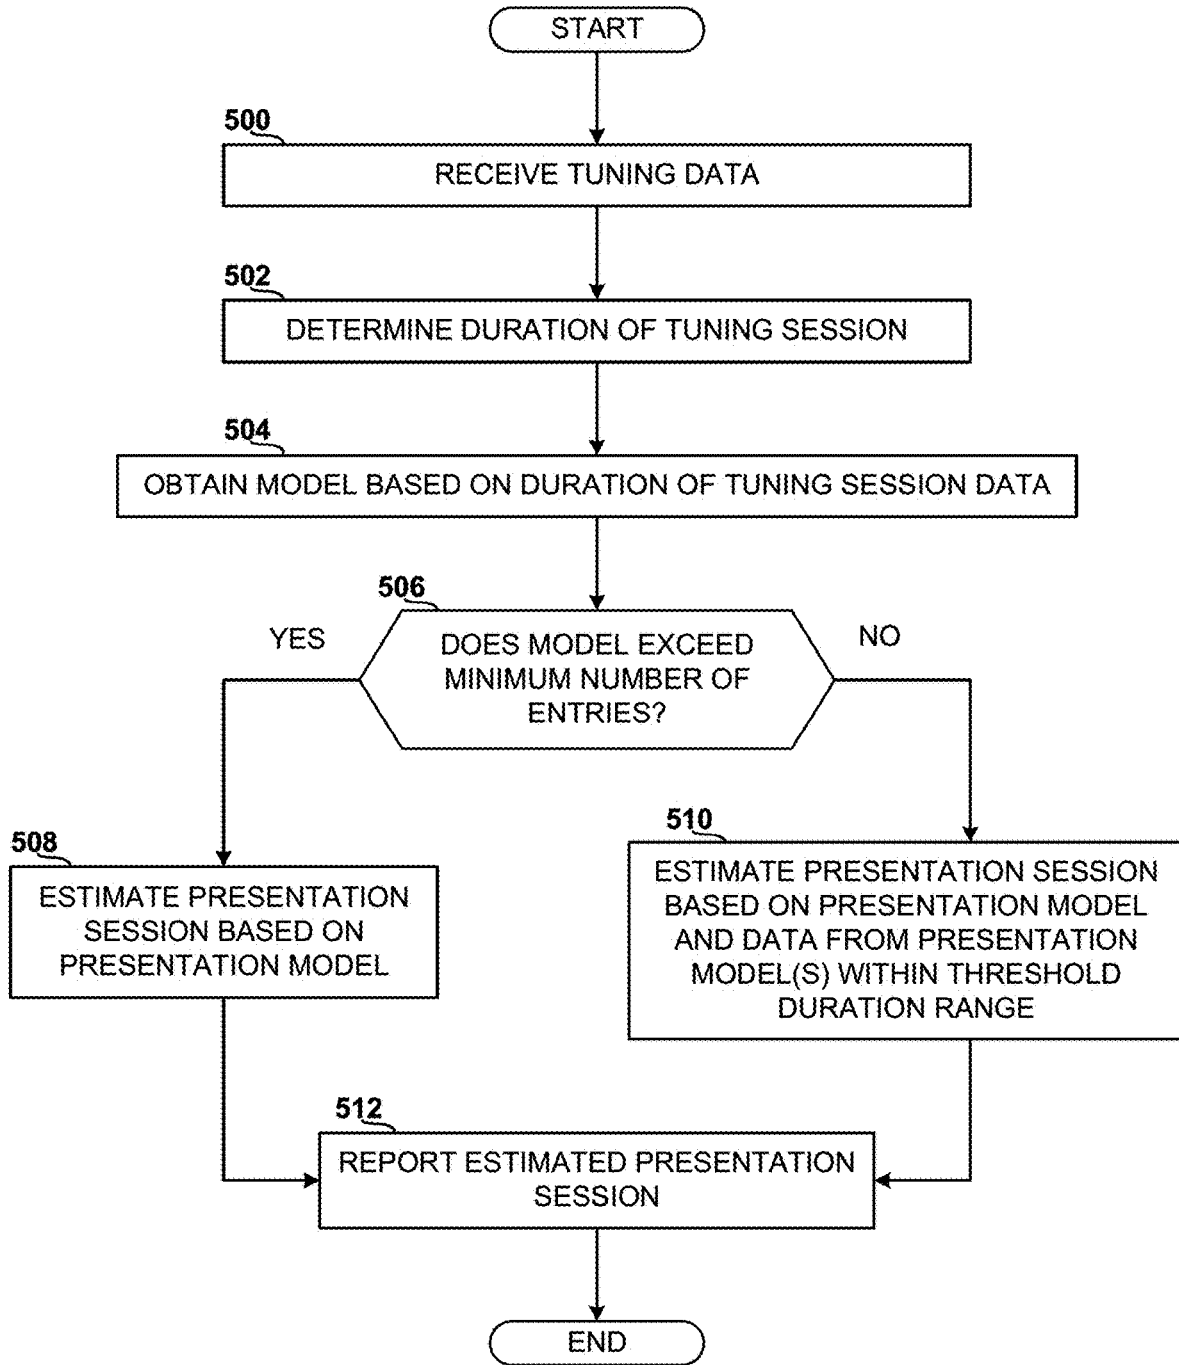 START
500
RECEIVE TUNING DATA
502
DETERMINE DURATION OF TUNING SESSION
504
OBTAIN MODEL BASED ON DURATION OF TUNING SESSION DATA
506
YES
DOES MODEL EXCEED
MINIMUM NUMBER OF
ENTRIES?
NO
508
ESTIMATE PRESENTATION
SESSION BASED ON
PRESENTATION MODEL
510
ESTIMATE PRESENTATION SESSION
BASED ON PRESENTATION MODEL
AND DATA FROM PRESENTATION
MODEL(S) WITHIN THRESHOLD
DURATION RANGE
512
REPORT ESTIMATED PRESENTATION
SESSION
END